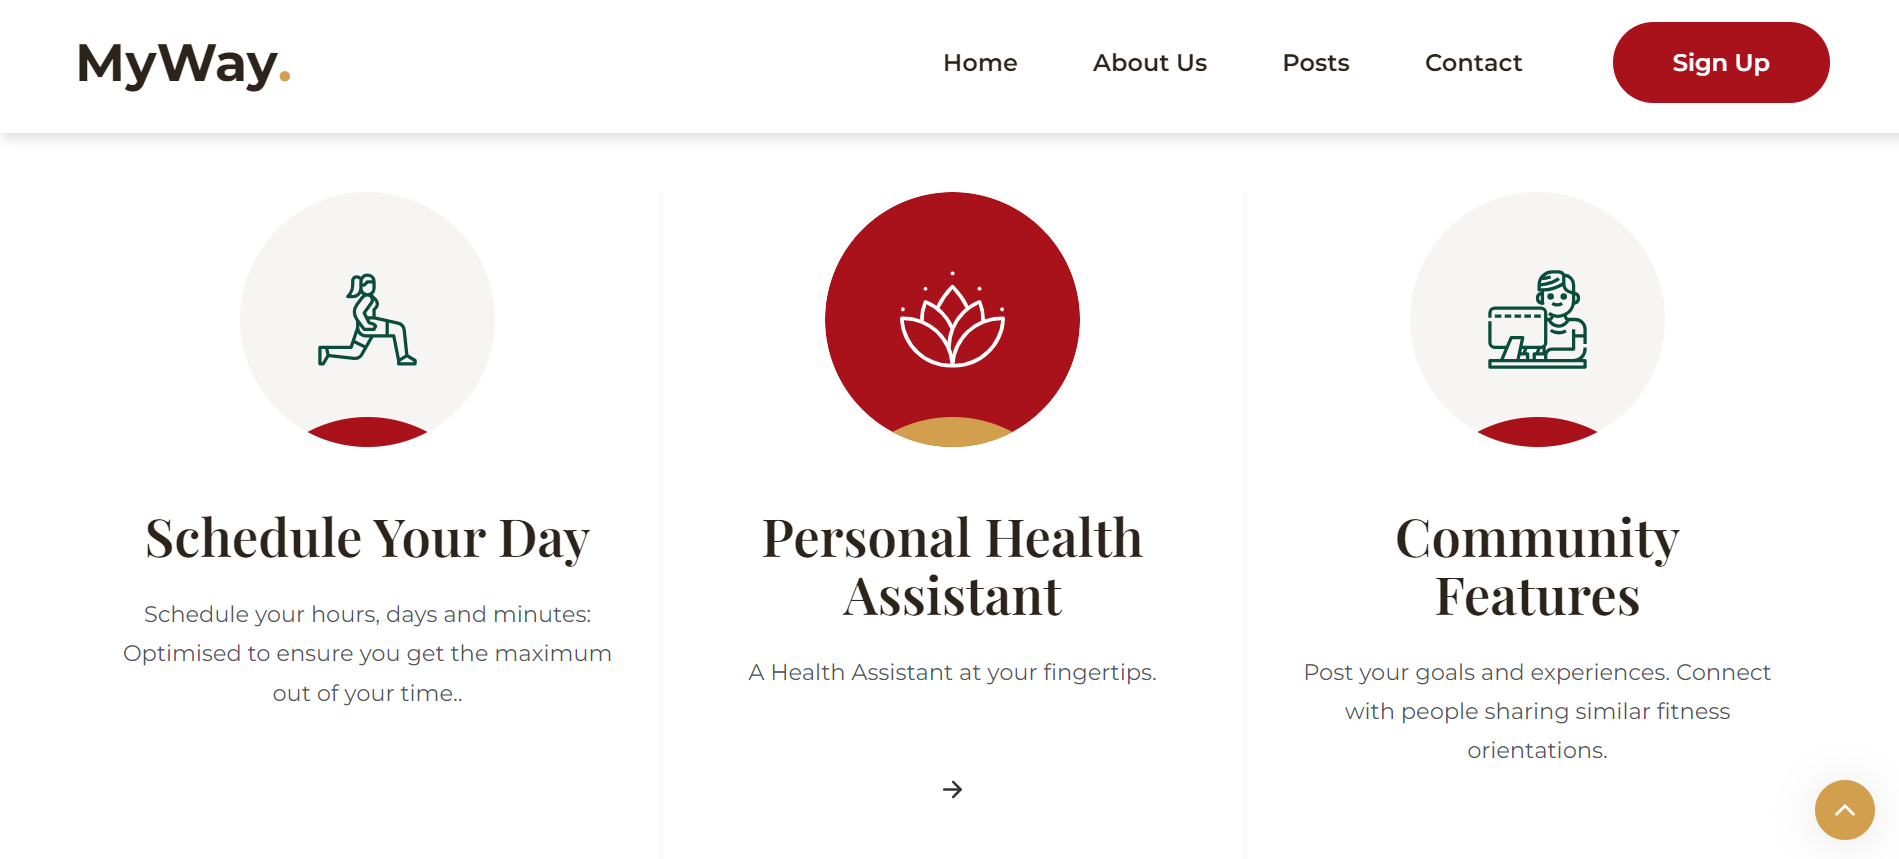 MyWay.
Home
About Us
Posts
Contact
Sign Up
Schedule Your Day
Schedule your hours, days and minutes:
Optimised to ensure you get the maximum
out of your time..
Personal Health
Assistant
A Health Assistant at your fingertips.
Community
Features
Post your goals and experiences. Connect
with people sharing similar fitness
orientations.